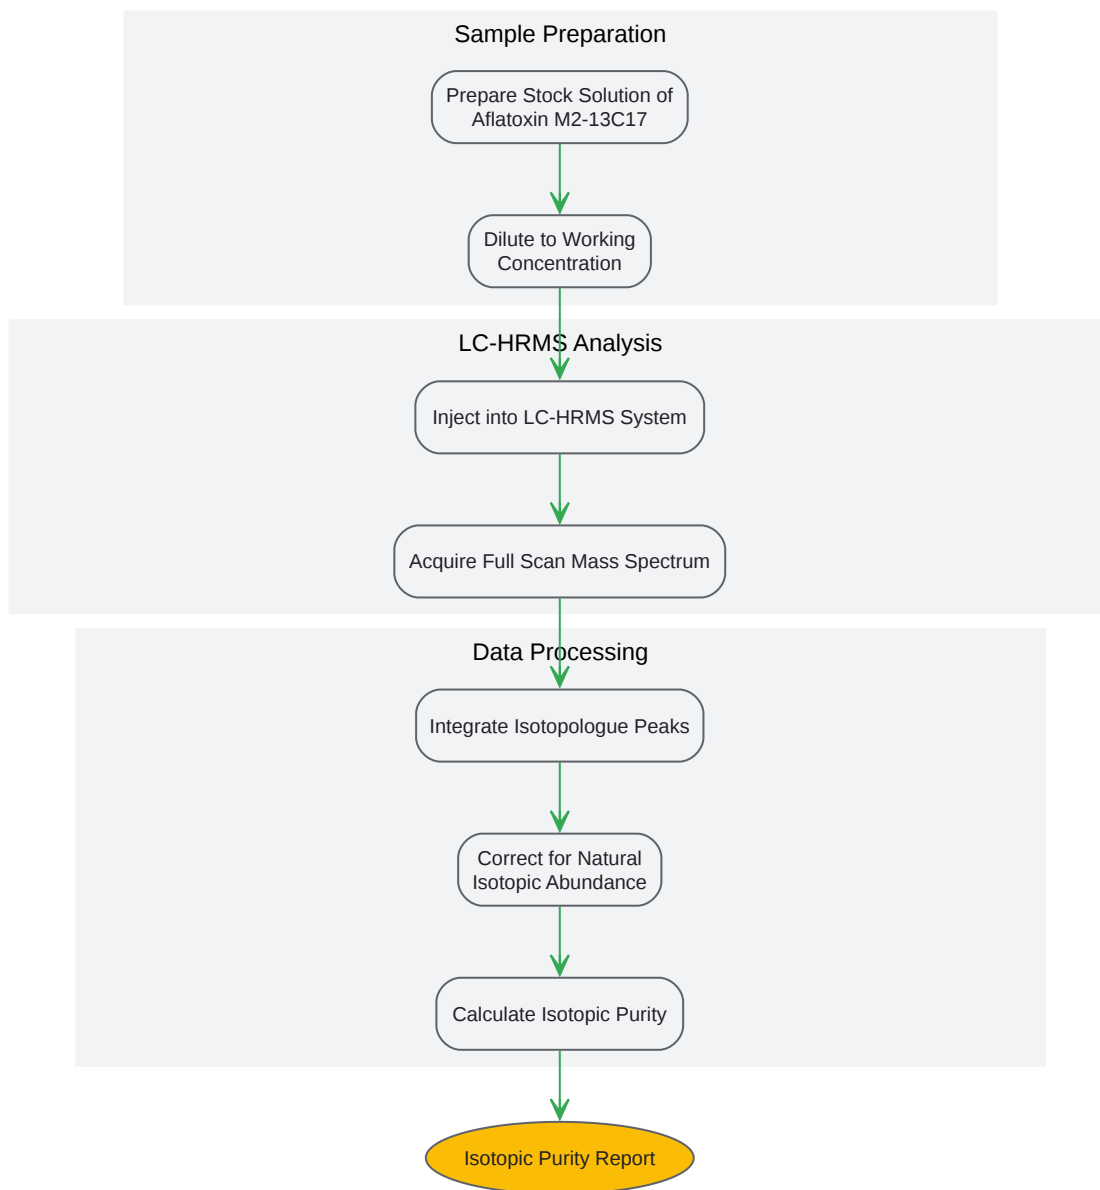 Sample Preparation
Prepare Stock Solution of
Aflatoxin M2-13C17
Dilute to Working
Concentration
LC-HRMS Analysis
Inject into LC-HRMS System
Acquire Full Scan Mass Spectrum
Data Processing
Integrate Isotopologue Peaks
Correct for Natural
Isotopic Abundance
Calculate Isotopic Purity
Isotopic Purity Report